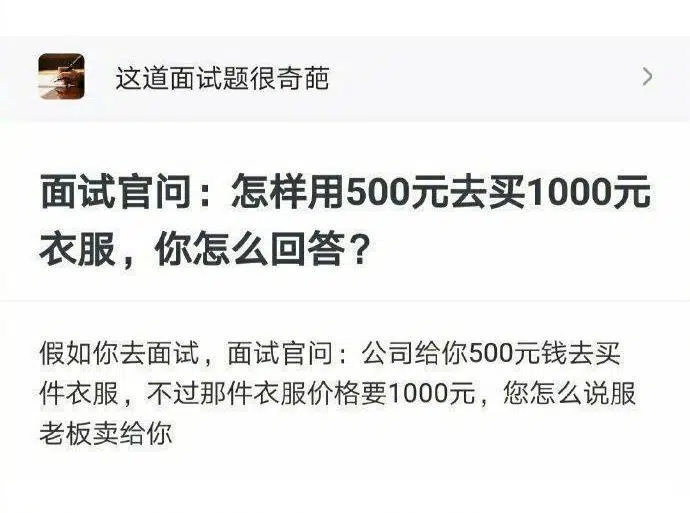 这道面试题很奇葩
面试官问：怎样用500元去买1000元
衣服，你怎么回答？
假如你去面试，面试官问：公司给你500元钱去买
件衣服，不过那件衣服价格要1000元，您怎么说服
老板卖给你